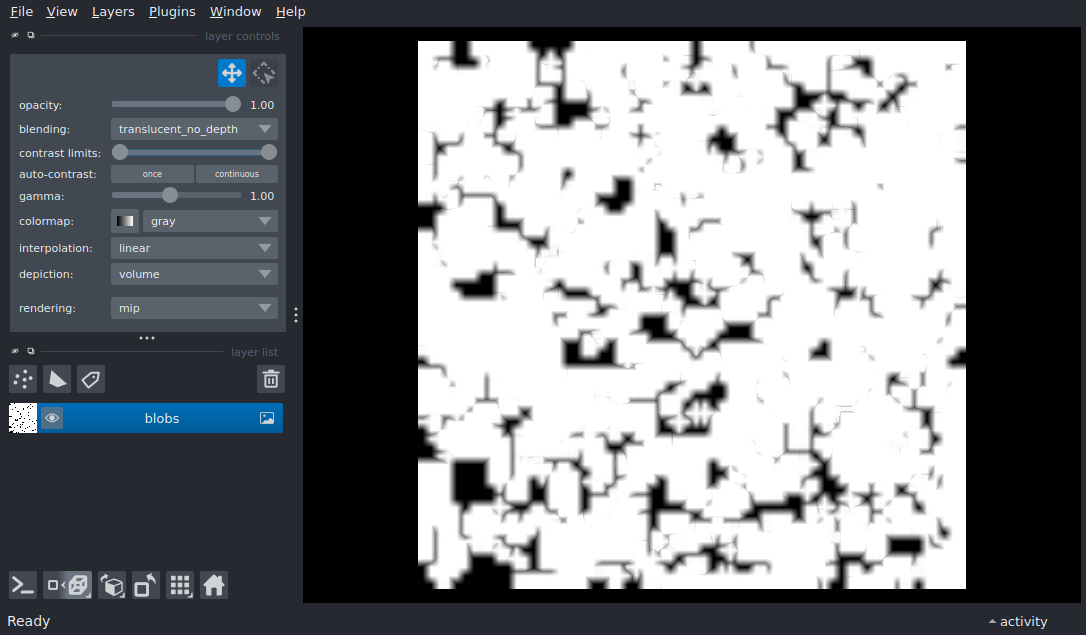 File View Layers Plugins Window Help
layer controls
opacity: 1.00
blending: translucent_no_depth
contrast limits:
auto-contrast: once continuous
gamma: 1.00
colormap: gray
interpolation: linear
depiction: volume
rendering: mip
layer list
blobs
Ready activity